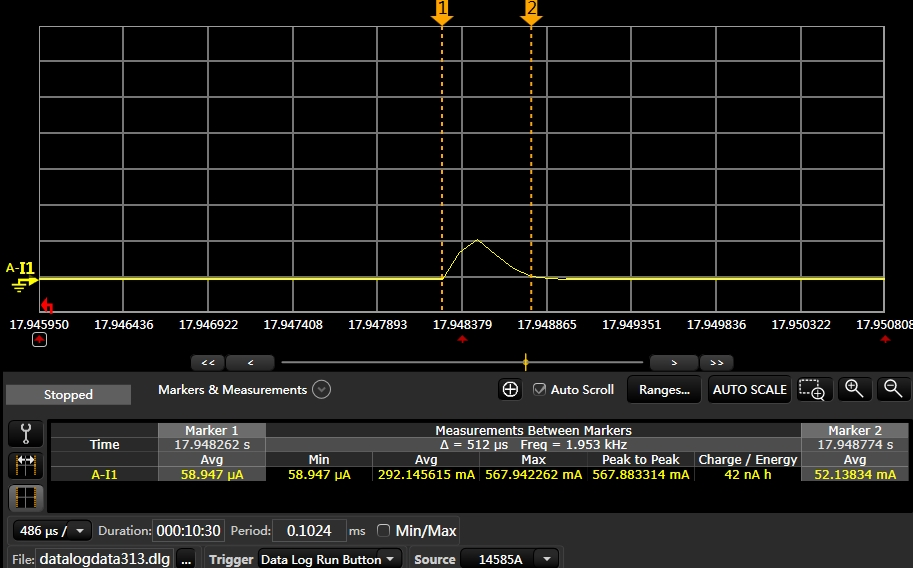 1 2
A-I1
17.945950 17.946436 17.946922 17.947408 17.947893 17.948379 17.948865 17.949351 17.949836 17.950322 17.950808
<< < > >>
Stopped Markers & Measurements Auto Scroll Ranges... AUTO SCALE
Marker 1 Measurements Between Markers Marker 2
Time 17.948262 s Δ = 512 µs Freq = 1.953 kHz 17.948774 s
Avg Min Avg Max Peak to Peak Charge / Energy Avg
A-I1 58.947 µA 58.947 µA 292.145615 mA 567.942262 mA 567.883314 mA 42 nA h 52.13834 mA
486 µs / Duration: 000:10:30 Period: 0.1024 ms Min/Max
File: datalogdata313.dlg ... Trigger Data Log Run Button Source 14585A